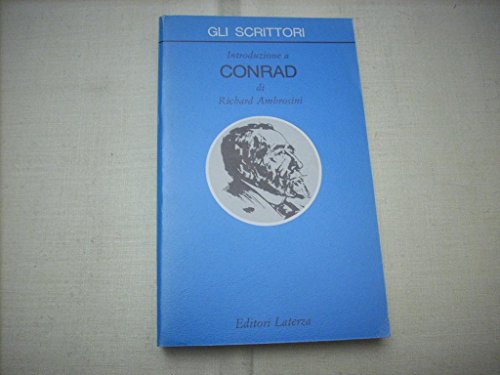 GLI SCRITTORI
Introduzione a
CONRAD
di
Richard Ambrosini
Editori Laterza